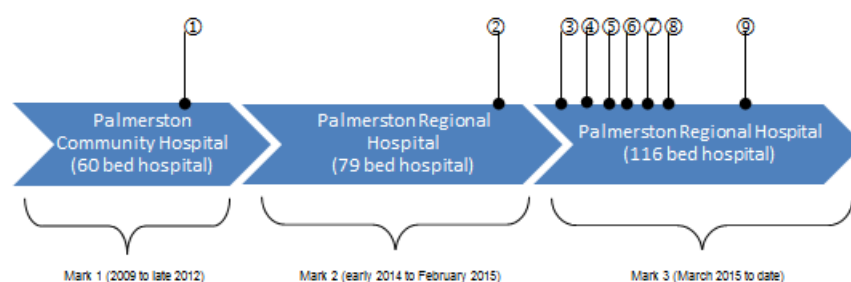 ① ② ③ ④ ⑤ ⑥ ⑦ ⑧ ⑨
Palmerston
Community Hospital
(60 bed hospital)
Palmerston Regional
Hospital
(79 bed hospital)
Palmerston Regional Hospital
(116 bed hospital)
Mark 1 (2009 to late 2012)
Mark 2 (early 2014 to February 2015)
Mark 3 (March 2015 to date)